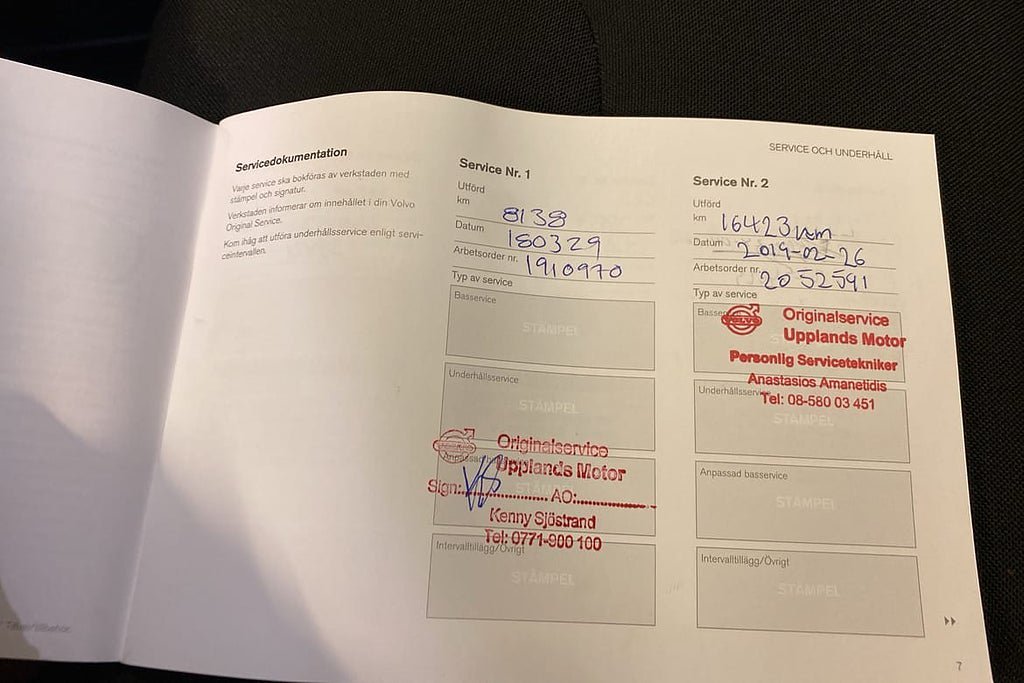 SERVICE OCH UNDERHÅLL
Servicedokumentation
Varje service ska bokföras av verkstaden med
stämpel och signatur.
Verkstaden informerar om innehållet i din Volvo
Original Service.
Kom ihåg att utföra underhållsservice enligt servi-
ceintervallen.
Service Nr. 1
Utförd
km 8138
Datum 180329
Arbetsorder nr. 1910970
Typ av service
Basservice
STÄMPEL
Underhållsservice
STÄMPEL
Anpassad
STÄMPEL
VOLVO
Originalservice
Upplands Motor
Sign:.................. AO:..................
Kenny Sjöstrand
Tel: 0771-900 100
Intervalltillägg/Övrigt
STÄMPEL
Service Nr. 2
Utförd
km 16423 km
Datum 2019-02-26
Arbetsorder nr. 2052591
Typ av service
VOLVO
Originalservice
Upplands Motor
Personlig Servicetekniker
Anastasios Amanetidis
Tel: 08-580 03 451
Underhållsservice
STÄMPEL
Anpassad basservice
STÄMPEL
Intervalltillägg/Övrigt
STÄMPEL
7